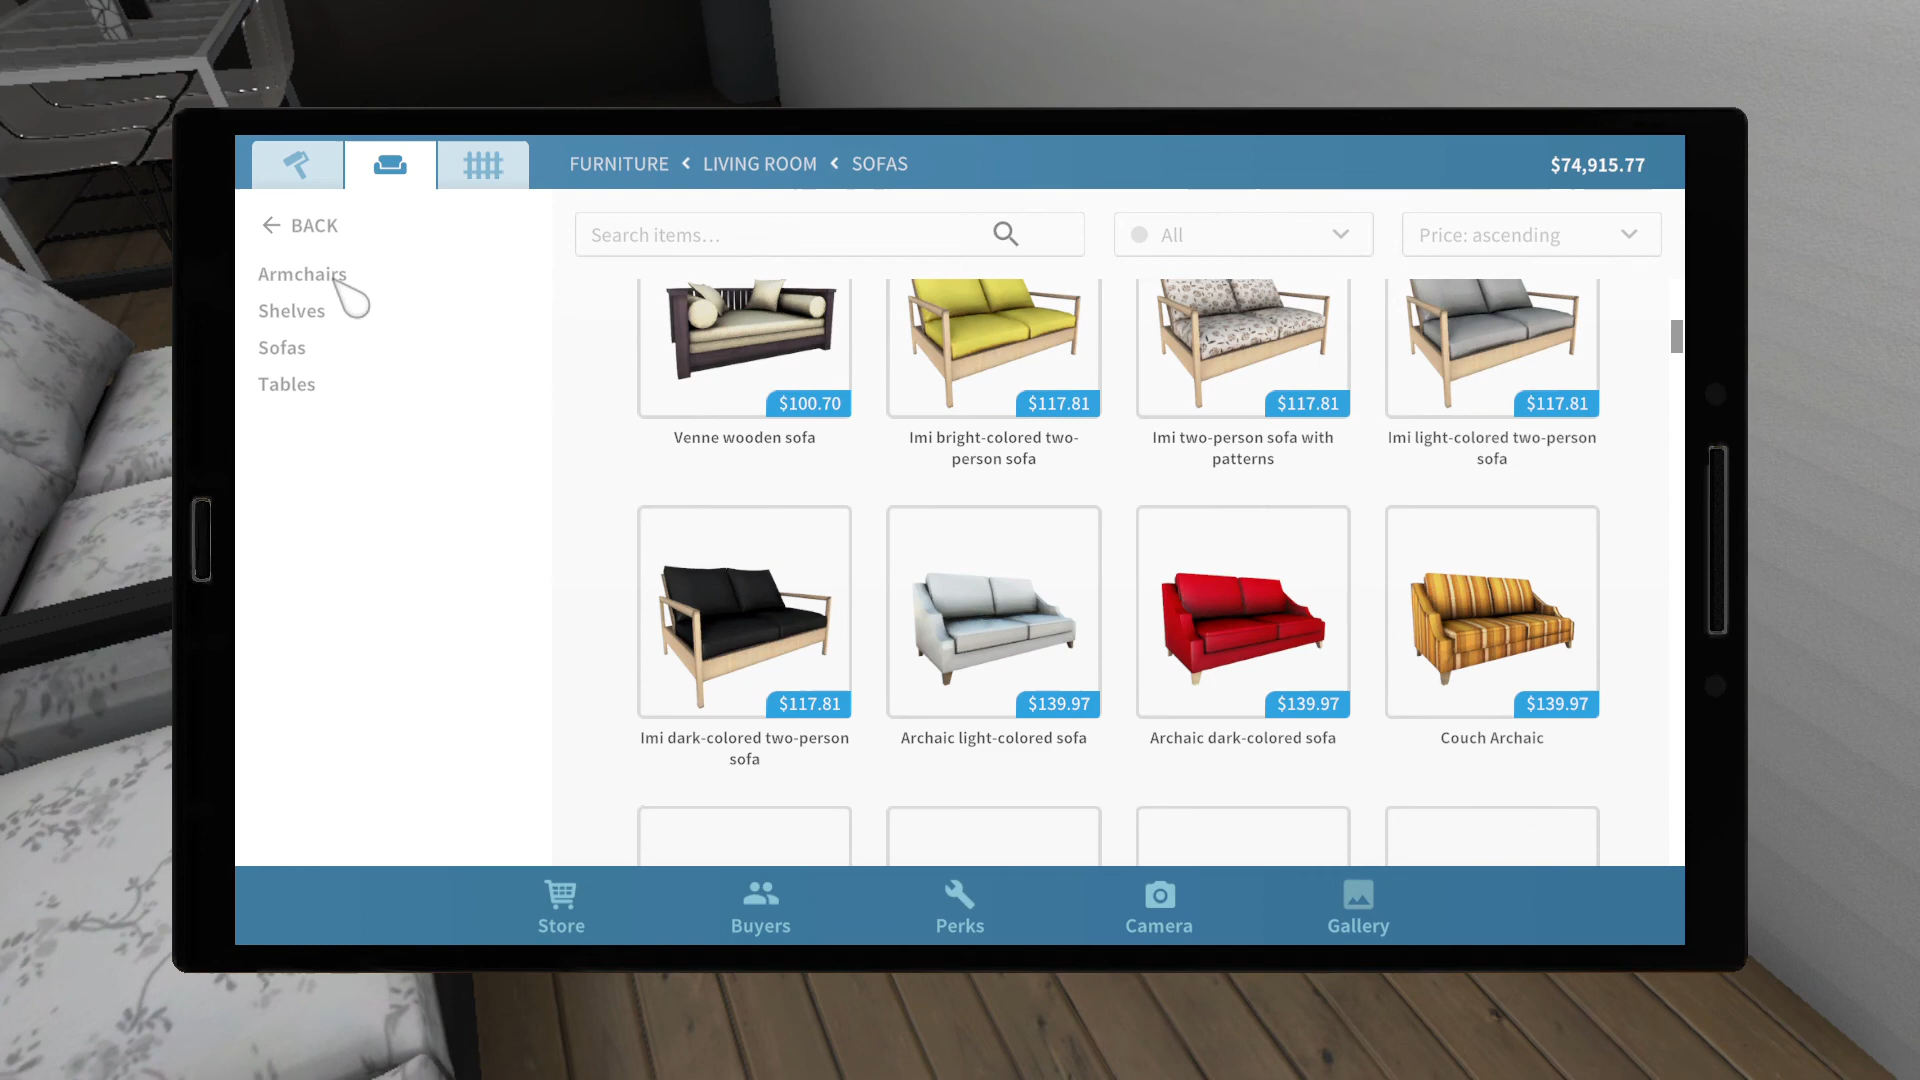 FURNITURE < LIVING ROOM < SOFAS
$74,915.77
BACK
Search items...
All
Price: ascending
Armchairs
Shelves
Sofas
Tables
$100.70
$117.81
$117.81
$117.81
Venne wooden sofa
Imi bright-colored two-
person sofa
Imi two-person sofa with
patterns
Imi light-colored two-person
sofa
$117.81
$139.97
$139.97
$139.97
Imi dark-colored two-person
sofa
Archaic light-colored sofa
Archaic dark-colored sofa
Couch Archaic
Store
Buyers
Perks
Camera
Gallery